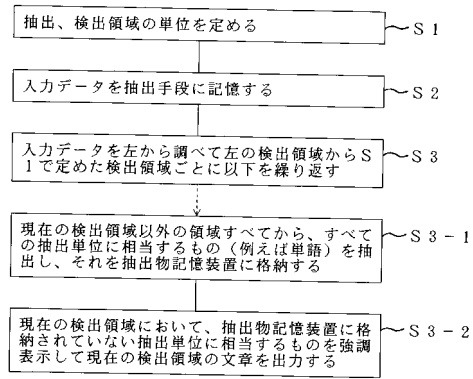 抽出、検出領域の単位を定める
S1
入力データを抽出手段に記憶する
S2
入力データを左から調べて左の検出領域からS
1で定めた検出領域ごとに以下を繰り返す
S3
現在の検出領域以外の領域すべてから、すべて
の抽出単位に相当するもの（例えば単語）を抽
出し、それを抽出物記憶装置に格納する
S3-1
現在の検出領域において、抽出物記憶装置に格
納されていない抽出単位に相当するものを強調
表示して現在の検出領域の文章を出力する
S3-2